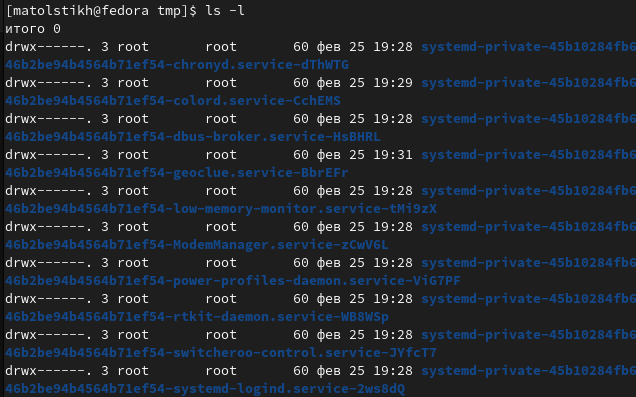 [matolstikh@fedora tmp]$ ls -l
итого 0
drwx------. 3 root       root       60 фев 25 19:28 systemd-private-45b10284fb6
46b2be94b4564b71ef54-chronyd.service-dThWTG
drwx------. 3 root       root       60 фев 25 19:29 systemd-private-45b10284fb6
46b2be94b4564b71ef54-colord.service-CchEMS
drwx------. 3 root       root       60 фев 25 19:28 systemd-private-45b10284fb6
46b2be94b4564b71ef54-dbus-broker.service-HsBHRL
drwx------. 3 root       root       60 фев 25 19:31 systemd-private-45b10284fb6
46b2be94b4564b71ef54-geoclue.service-BbrEFr
drwx------. 3 root       root       60 фев 25 19:28 systemd-private-45b10284fb6
46b2be94b4564b71ef54-low-memory-monitor.service-tMi9zX
drwx------. 3 root       root       60 фев 25 19:28 systemd-private-45b10284fb6
46b2be94b4564b71ef54-ModemManager.service-zCwVGL
drwx------. 3 root       root       60 фев 25 19:28 systemd-private-45b10284fb6
46b2be94b4564b71ef54-power-profiles-daemon.service-ViG7PF
drwx------. 3 root       root       60 фев 25 19:28 systemd-private-45b10284fb6
46b2be94b4564b71ef54-rtkit-daemon.service-WB8WSp
drwx------. 3 root       root       60 фев 25 19:28 systemd-private-45b10284fb6
46b2be94b4564b71ef54-switcheroo-control.service-JYfcT7
drwx------. 3 root       root       60 фев 25 19:28 systemd-private-45b10284fb6
46b2be94b4564b71ef54-systemd-logind.service-2ws8dQ